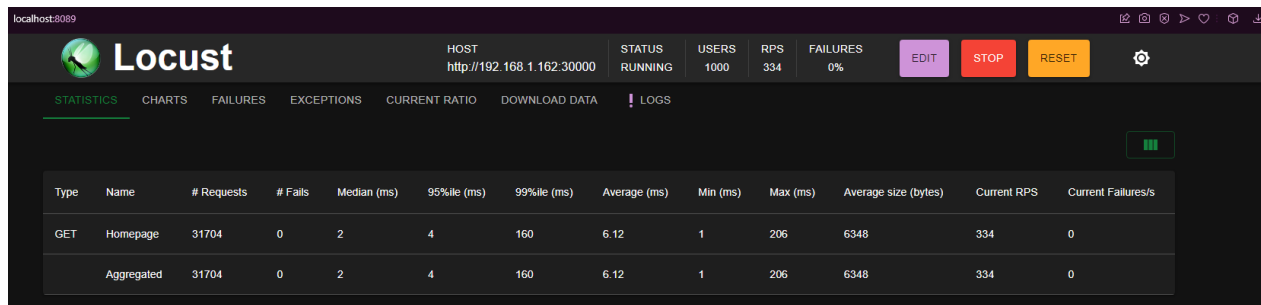 localhost:8089
Locust
HOST
http://192.168.1.162:30000
STATUS
RUNNING
USERS
1000
RPS
334
FAILURES
0%
EDIT
STOP
RESET
STATISTICS CHARTS FAILURES EXCEPTIONS CURRENT RATIO DOWNLOAD DATA ! LOGS
Type Name # Requests # Fails Median (ms) 95%ile (ms) 99%ile (ms) Average (ms) Min (ms) Max (ms) Average size (bytes) Current RPS Current Failures/s
GET Homepage 31704 0 2 4 160 6.12 1 206 6348 334 0
Aggregated 31704 0 2 4 160 6.12 1 206 6348 334 0